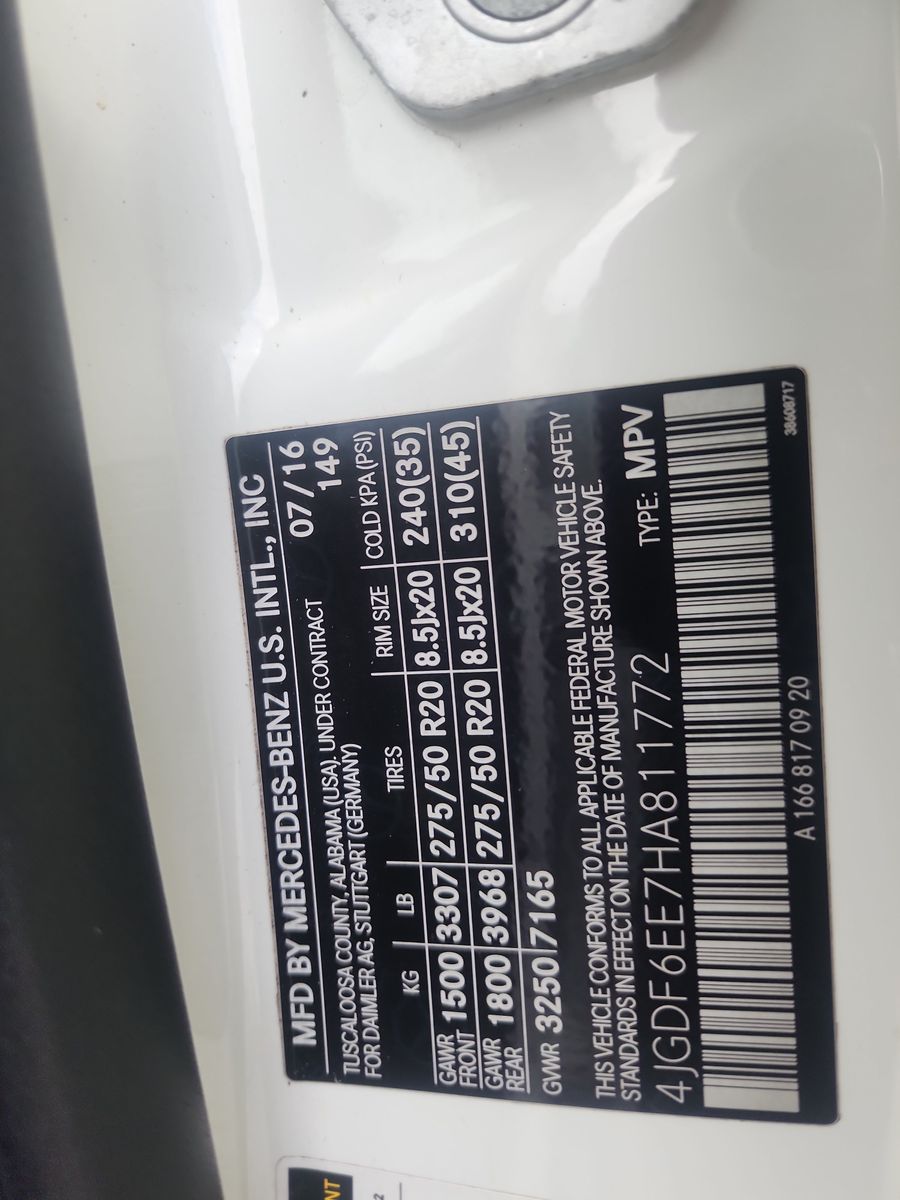 MFD BY MERCEDES-BENZ U.S. INTL., INC
TUSCALOOSA COUNTY, ALABAMA (USA). UNDER CONTRACT 07/16
FOR DAIMLER AG, STUTTGART (GERMANY) 149
KG LB TIRES RIM SIZE COLD KPA (PSI)
GAWR FRONT 1500 3307 275/50 R20 8.5Jx20 240(35)
GAWR REAR 1800 3968 275/50 R20 8.5Jx20 310(45)
GVWR 3250 7165
THIS VEHICLE CONFORMS TO ALL APPLICABLE FEDERAL MOTOR VEHICLE SAFETY
STANDARDS IN EFFECT ON THE DATE OF MANUFACTURE SHOWN ABOVE.
4JGDF6EE7HA811772 TYPE: MPV
A 166 817 09 20 38608717
NT
2